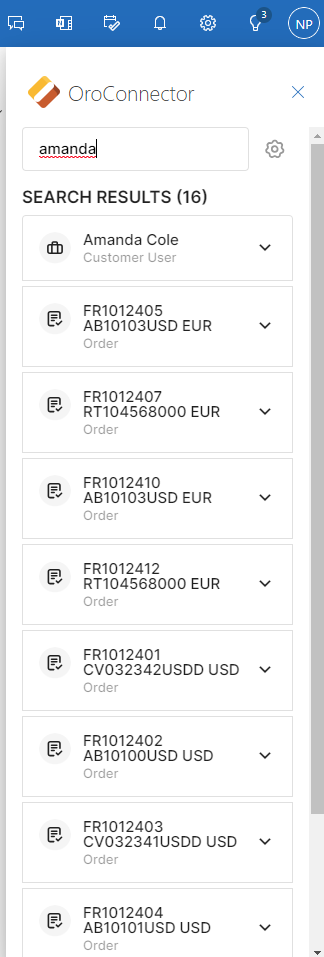 3
NP
OroConnector
amanda
SEARCH RESULTS (16)
Amanda Cole
Customer User
FR1012405
AB10103USD EUR
Order
FR1012407
RT104568000 EUR
Order
FR1012410
AB10103USD EUR
Order
FR1012412
RT104568000 EUR
Order
FR1012401
CV032342USDD USD
Order
FR1012402
AB10100USD USD
Order
FR1012403
CV032341USDD USD
Order
FR1012404
AB10101USD USD
Order